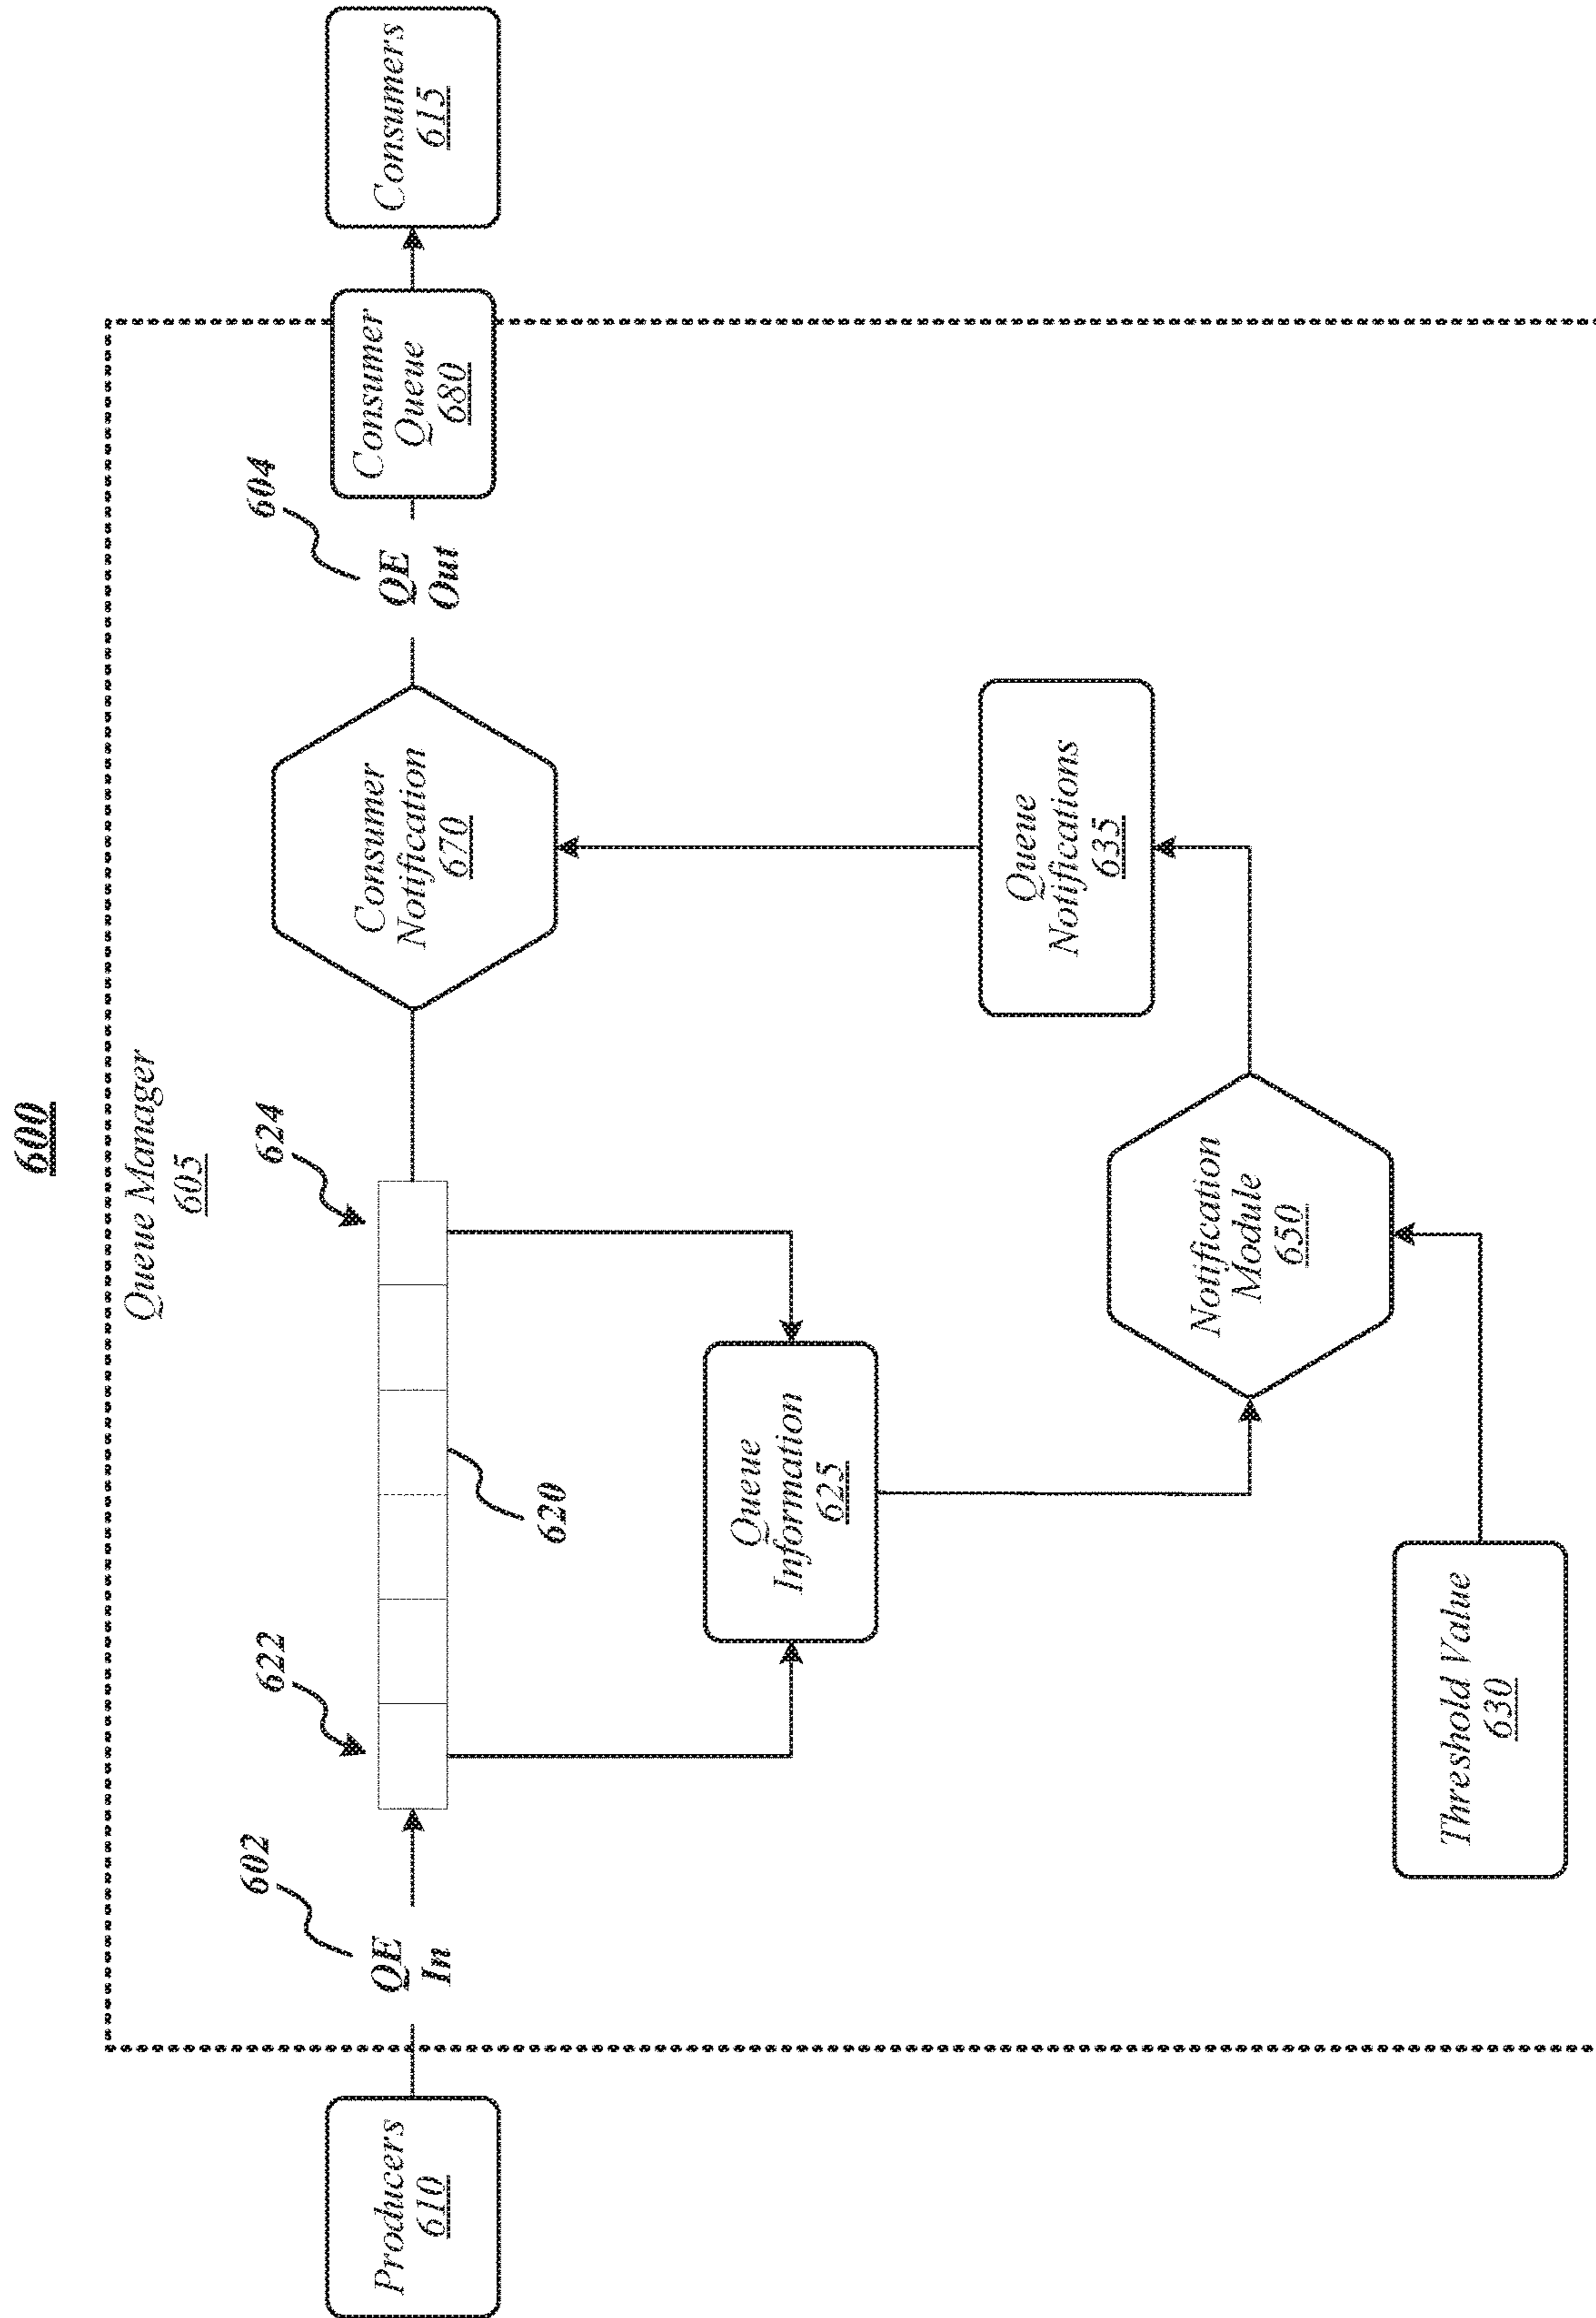 600
Queue Manager
605
602
622
624
604
Producers
610
QE
In
620
Consumer
Notification
670
QE
Out
Consumer
Queue
680
Consumers
615
Queue
Information
625
Queue
Notifications
635
Notification
Module
650
Threshold Value
630